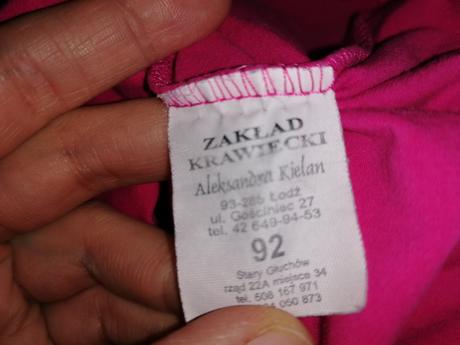 ZAKŁAD
KRAWIECKI
Aleksandra Kielan
93-285 Łódź
ul. Gościniec 27
tel. 42 649-94-53
92
Stary Głuchów
rząd 22A miejsce 34
tel. 508 167 971
050 873